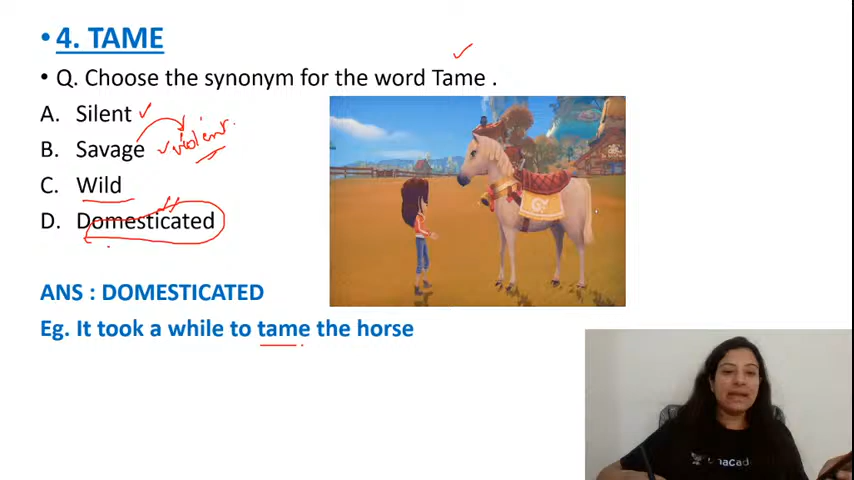 • 4. TAME
• Q. Choose the synonym for the word Tame .
A. Silent
B. Savage violent
C. Wild
D. Domesticated
ANS : DOMESTICATED
Eg. It took a while to tame the horse